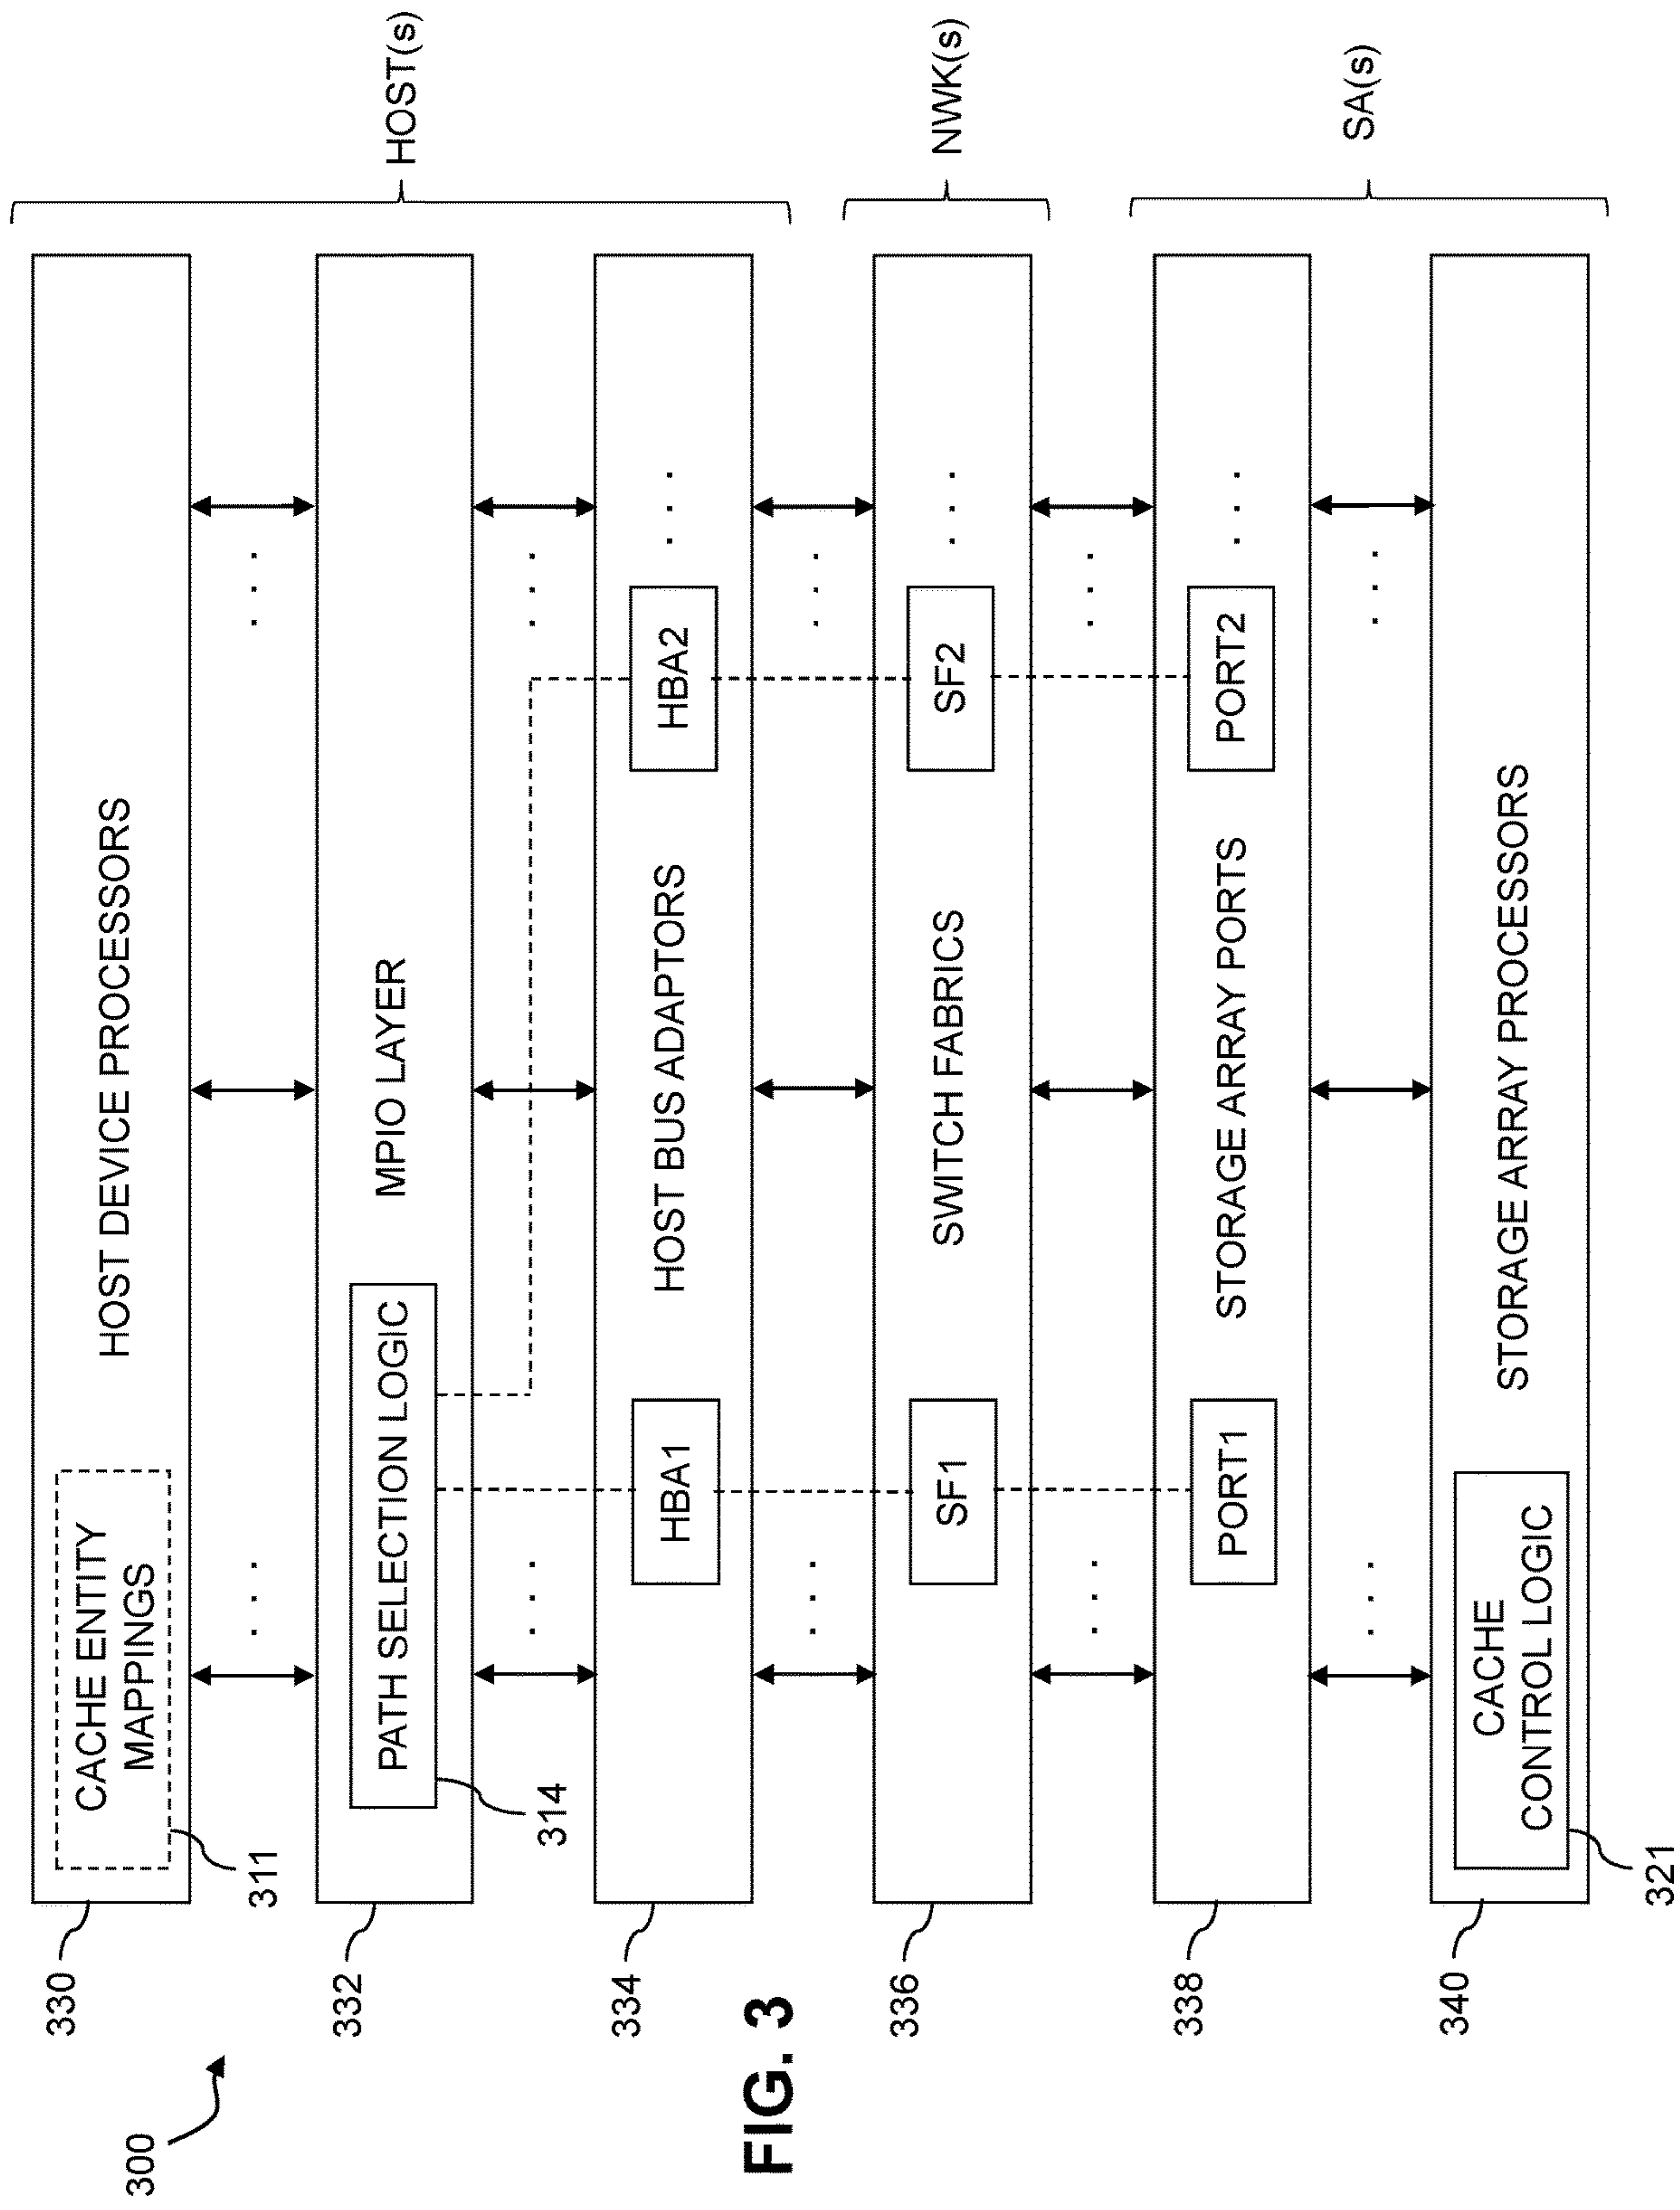 300
330
CACHE ENTITY
MAPPINGS
HOST DEVICE PROCESSORS
311
HOST(s)
332
PATH SELECTION LOGIC
MPIO LAYER
314
334
HBA1
HOST BUS ADAPTORS
HBA2
. . .
336
SF1
SWITCH FABRICS
SF2
. . .
NWK(s)
338
PORT1
STORAGE ARRAY PORTS
PORT2
. . .
SA(s)
340
CACHE
CONTROL LOGIC
STORAGE ARRAY PROCESSORS
321
FIG. 3